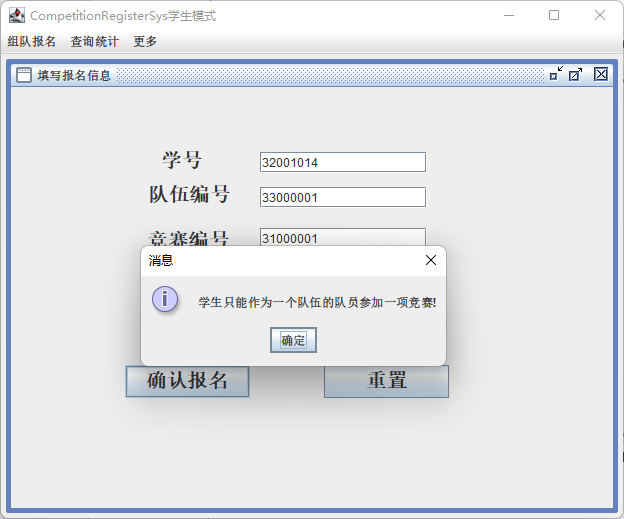 CompetitionRegisterSys学生模式
组队报名 查询统计 更多
填写报名信息
学号 32001014
队伍编号 33000001
竞赛编号 31000001
消息
学生只能作为一个队伍的队员参加一项竞赛!
确定
确认报名 重置